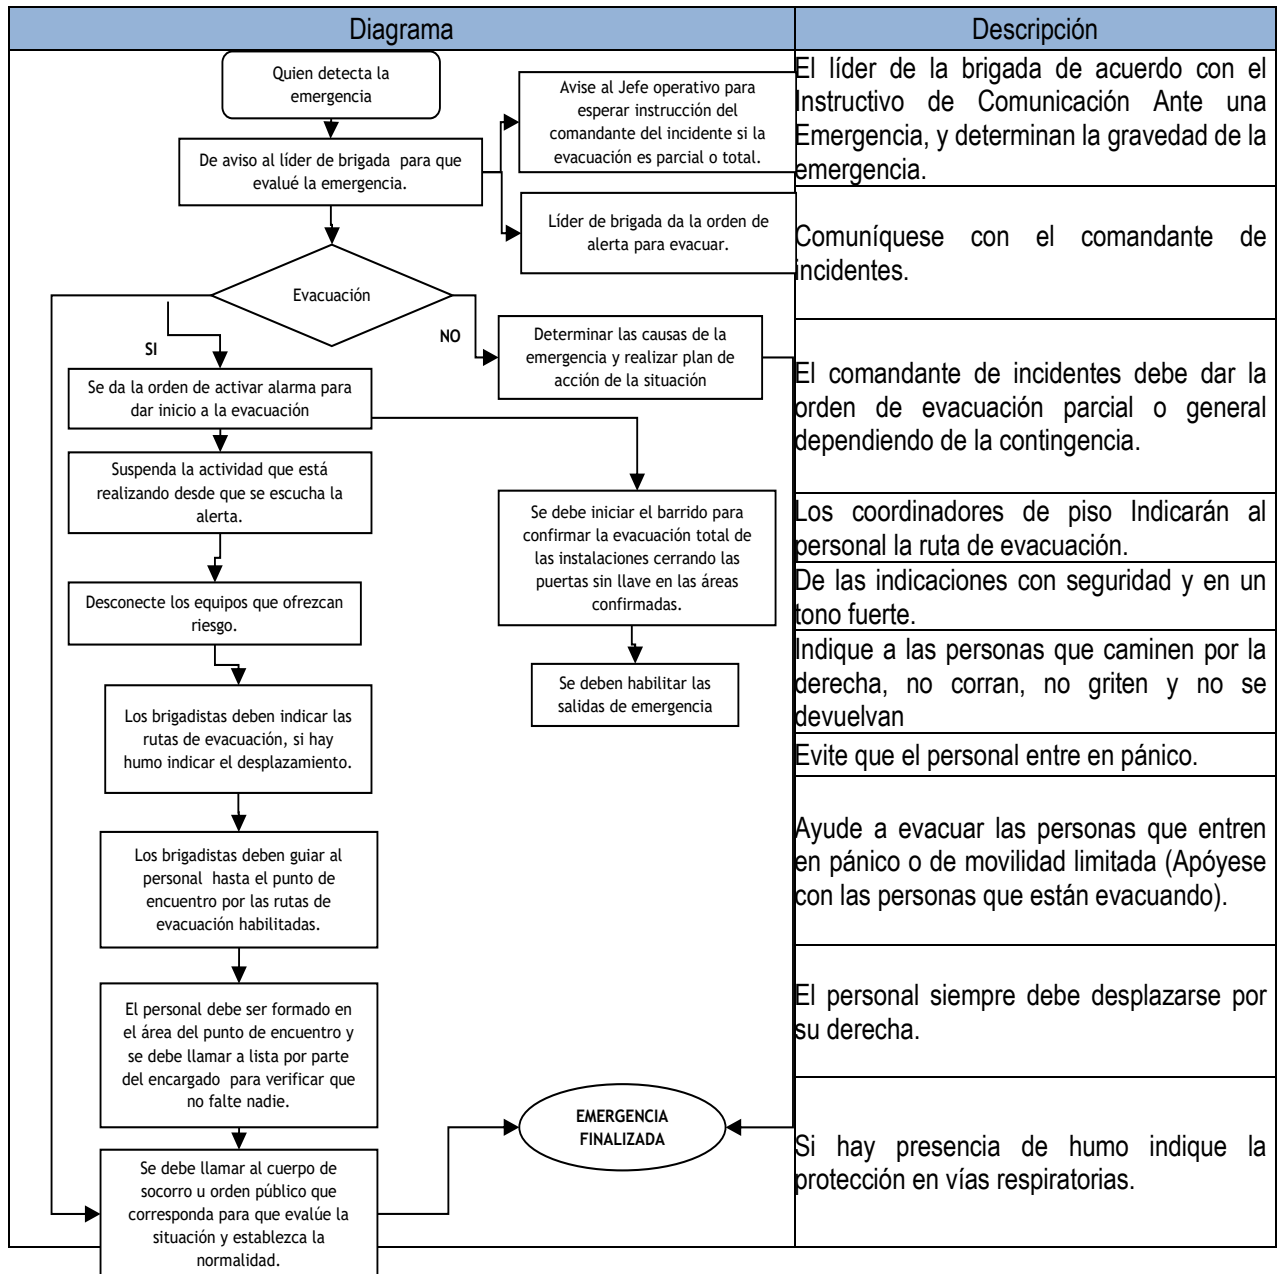 Diagrama
Descripción
Quien detecta la
emergencia
Avise al Jefe operativo para
esperar instrucción del
comandante del incidente si la
evacuación es parcial o total.
De aviso al líder de brigada para que
evalué la emergencia.
Líder de brigada da la orden de
alerta para evacuar.
Evacuación
SI
NO
Determinar las causas de la
emergencia y realizar plan de
acción de la situación
Se da la orden de activar alarma para
dar inicio a la evacuación
Suspenda la actividad que está
realizando desde que se escucha la
alerta.
Se debe iniciar el barrido para
confirmar la evacuación total de
las instalaciones cerrando las
puertas sin llave en las áreas
confirmadas.
Desconecte los equipos que ofrezcan
riesgo.
Se deben habilitar las
salidas de emergencia
Los brigadistas deben indicar las
rutas de evacuación, si hay
humo indicar el desplazamiento.
Los brigadistas deben guiar al
personal hasta el punto de
encuentro por las rutas de
evacuación habilitadas.
El personal debe ser formado en
el área del punto de encuentro y
se debe llamar a lista por parte
del encargado para verificar que
no falte nadie.
EMERGENCIA
FINALIZADA
Se debe llamar al cuerpo de
socorro u orden público que
corresponda para que evalúe la
situación y establezca la
normalidad.
El líder de la brigada de acuerdo con el
Instructivo de Comunicación Ante una
Emergencia, y determinan la gravedad de la
emergencia.
Comuníquese con el comandante de
incidentes.
El comandante de incidentes debe dar la
orden de evacuación parcial o general
dependiendo de la contingencia.
Los coordinadores de piso Indicarán al
personal la ruta de evacuación.
De las indicaciones con seguridad y en un
tono fuerte.
Indique a las personas que caminen por la
derecha, no corran, no griten y no se
devuelvan
Evite que el personal entre en pánico.
Ayude a evacuar las personas que entren
en pánico o de movilidad limitada (Apóyese
con las personas que están evacuando).
El personal siempre debe desplazarse por
su derecha.
Si hay presencia de humo indique la
protección en vías respiratorias.